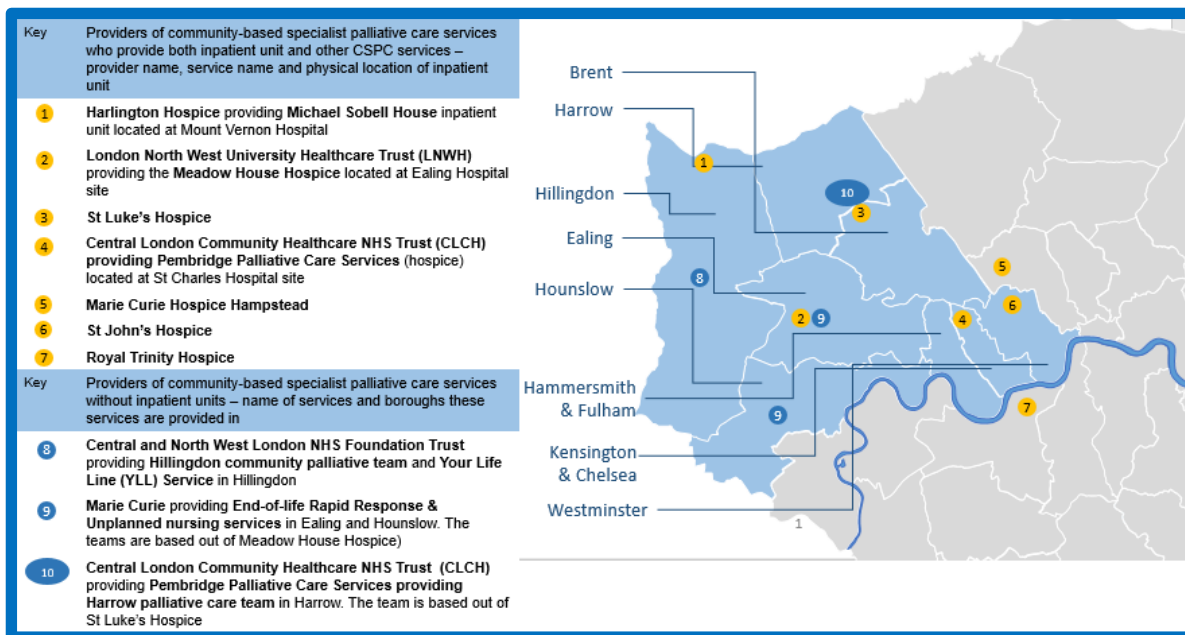 Key
Providers of community-based specialist palliative care services
who provide both inpatient unit and other CSPC services –
provider name, service name and physical location of inpatient
unit
1
Harlington Hospice providing Michael Sobell House inpatient
unit located at Mount Vernon Hospital
2
London North West University Healthcare Trust (LNWH)
providing the Meadow House Hospice located at Ealing Hospital
site
3
St Luke's Hospice
4
Central London Community Healthcare NHS Trust (CLCH)
providing Pembridge Palliative Care Services (hospice)
located at St Charles Hospital site
5
Marie Curie Hospice Hampstead
6
St John's Hospice
7
Royal Trinity Hospice
Key
Providers of community-based specialist palliative care services
without inpatient units – name of services and boroughs these
services are provided in
8
Central and North West London NHS Foundation Trust
providing Hillingdon community palliative team and Your Life
Line (YLL) Service in Hillingdon
9
Marie Curie providing End-of-life Rapid Response &
Unplanned nursing services in Ealing and Hounslow. The
teams are based out of Meadow House Hospice)
10
Central London Community Healthcare NHS Trust (CLCH)
providing Pembridge Palliative Care Services providing
Harrow palliative care team in Harrow. The team is based out of
St Luke's Hospice
Brent
Harrow
Hillingdon
Ealing
Hounslow
Hammersmith
& Fulham
Kensington
& Chelsea
Westminster
1
10
3
8
5
6
2
9
4
7
9
1